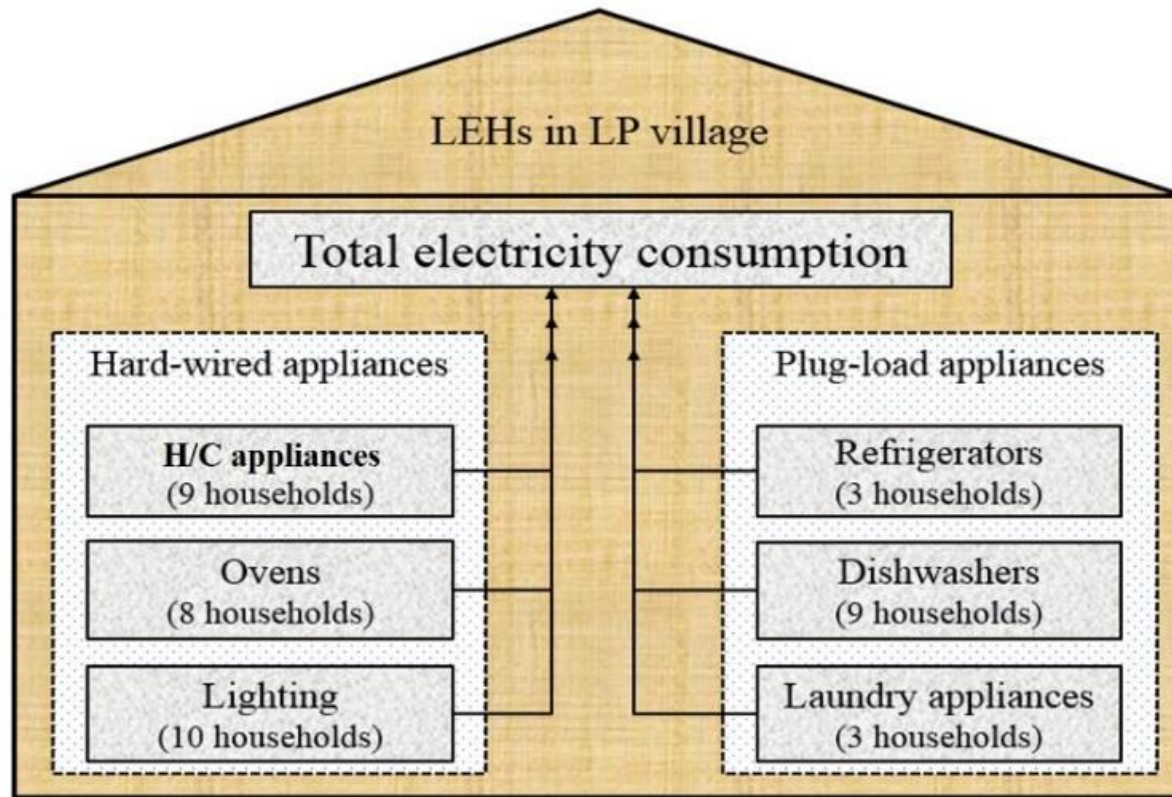 LEHs in LP village
Total electricity consumption
Hard-wired appliances
H/C appliances
(9 households)
Ovens
(8 households)
Lighting
(10 households)
Plug-load appliances
Refrigerators
(3 households)
Dishwashers
(9 households)
Laundry appliances
(3 households)